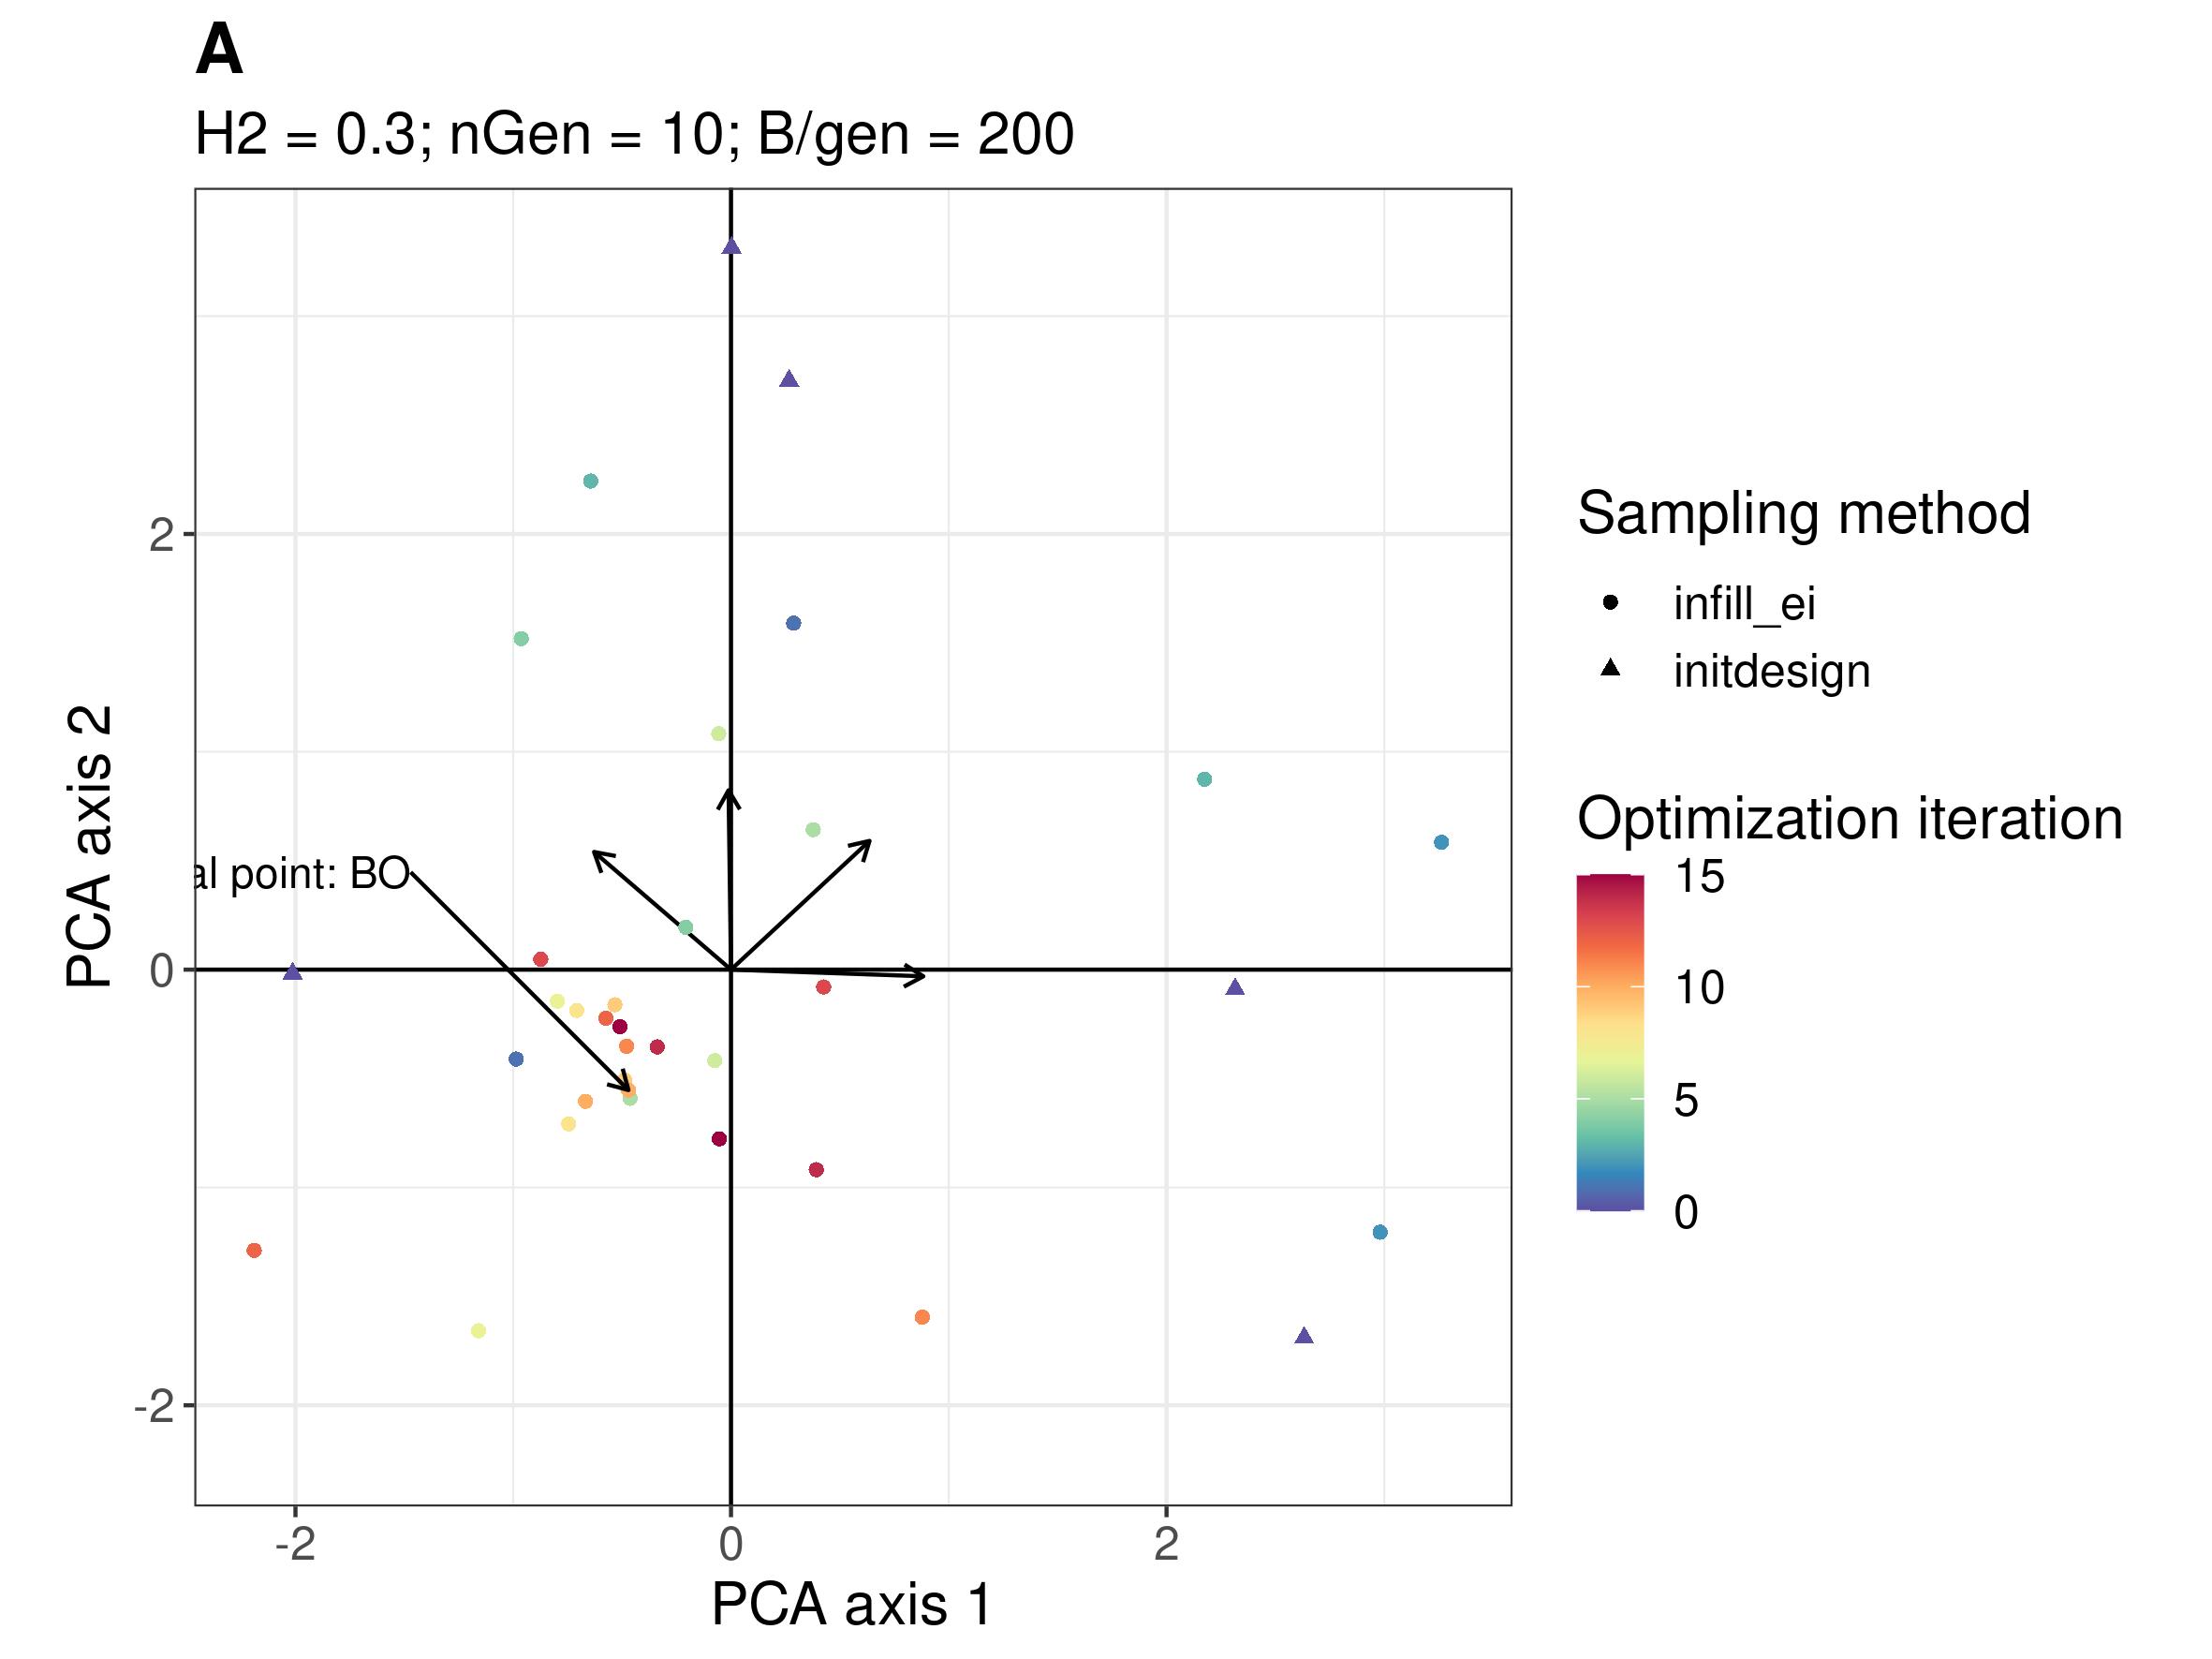 A
H2 = 0.3; nGen = 10; B/gen = 200
PCA axis 2
2
0
-2
al point: BO
-2
0
2
PCA axis 1
Sampling method
infill_ei
initdesign
Optimization iteration
15
10
5
0